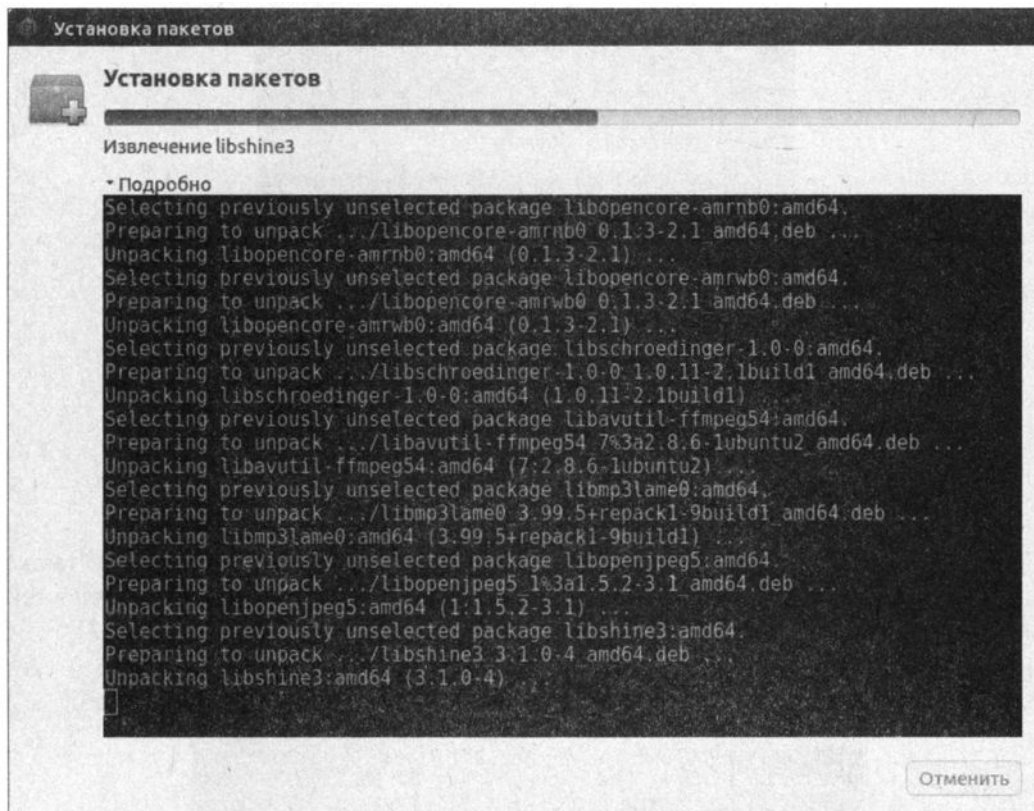 Установка пакетов
Установка пакетов
Извлечение libshine3
Подробно
Selecting previously unselected package libopencore-amrnb0:amd64.
Preparing to unpack .../libopencore-amrnb0_0.1.3-2.1_amd64.deb ...
Unpacking libopencore-amrnb0:amd64 (0.1.3-2.1) ...
Selecting previously unselected package libopencore-amrwb0:amd64.
Preparing to unpack .../libopencore-amrwb0_0.1.3-2.1_amd64.deb ...
Unpacking libopencore-amrwb0:amd64 (0.1.3-2.1) ...
Selecting previously unselected package libschroedinger-1.0-0:amd64.
Preparing to unpack .../libschroedinger-1.0-0_1.0.11-2.1build1_amd64.deb ...
Unpacking libschroedinger-1.0-0:amd64 (1.0.11-2.1build1) ...
Selecting previously unselected package libavutil-ffmpeg54:amd64.
Preparing to unpack .../libavutil-ffmpeg54_7%3a2.8.6-1ubuntu2_amd64.deb ...
Unpacking libavutil-ffmpeg54:amd64 (7:2.8.6-1ubuntu2) ...
Selecting previously unselected package libmp3lame0:amd64.
Preparing to unpack .../libmp3lame0_3.99.5+repack1-9build1_amd64.deb ...
Unpacking libmp3lame0:amd64 (3.99.5+repack1-9build1) ...
Selecting previously unselected package libopenjpeg5:amd64.
Preparing to unpack .../libopenjpeg5_1%3a1.5.2-3.1_amd64.deb ...
Unpacking libopenjpeg5:amd64 (1:1.5.2-3.1) ...
Selecting previously unselected package libshine3:amd64.
Preparing to unpack .../libshine3_3.1.0-4_amd64.deb ...
Unpacking libshine3:amd64 (3.1.0-4) ...
Отменить